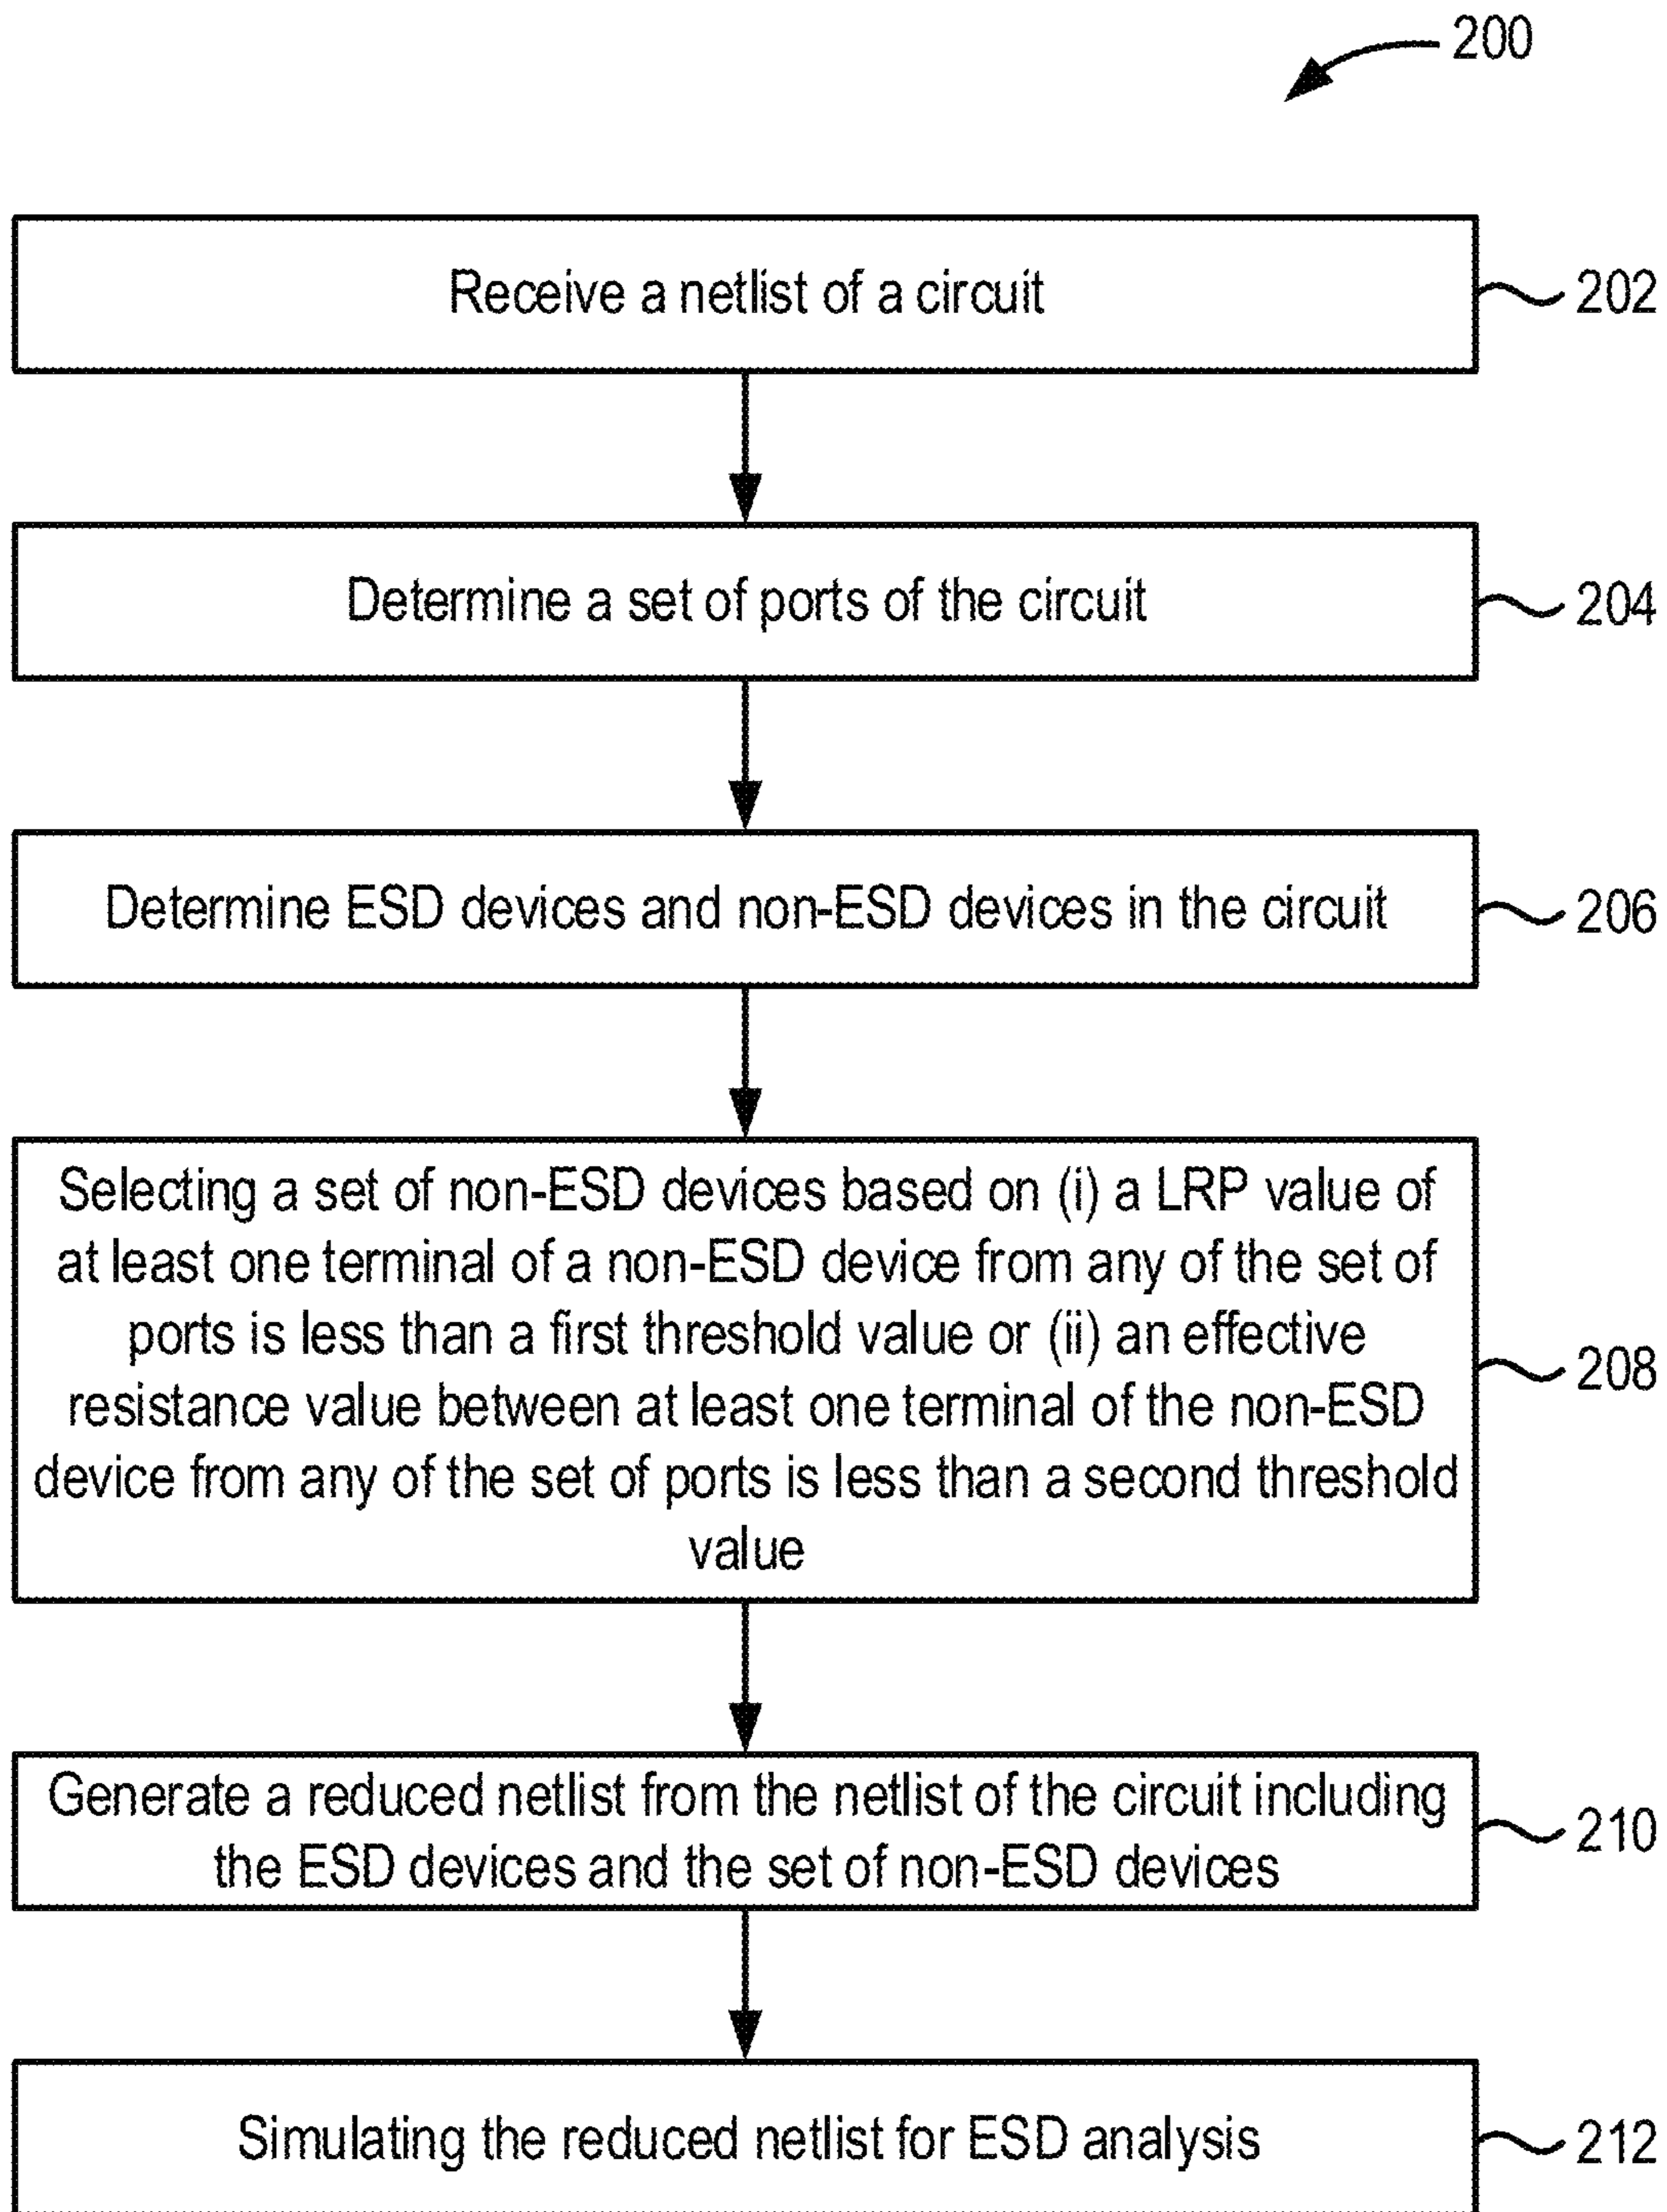 200
Receive a netlist of a circuit
202
Determine a set of ports of the circuit
204
Determine ESD devices and non-ESD devices in the circuit
206
Selecting a set of non-ESD devices based on (i) a LRP value of
at least one terminal of a non-ESD device from any of the set of
ports is less than a first threshold value or (ii) an effective
resistance value between at least one terminal of the non-ESD
device from any of the set of ports is less than a second threshold
value
208
Generate a reduced netlist from the netlist of the circuit including
the ESD devices and the set of non-ESD devices
210
Simulating the reduced netlist for ESD analysis
212